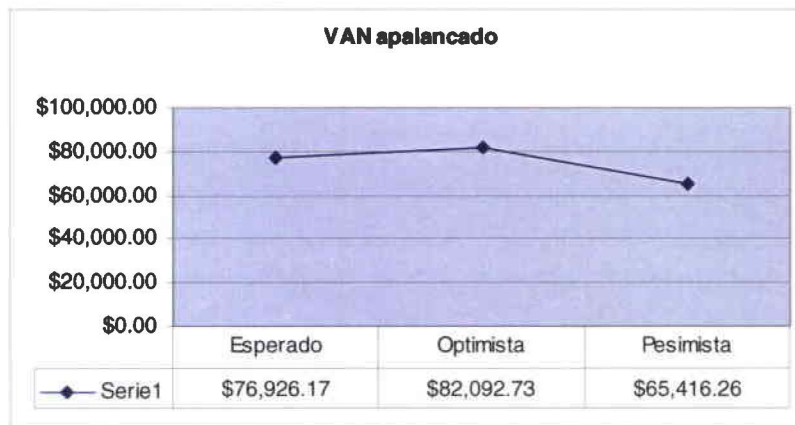 VAN apalancado
$100,000.00
$80,000.00
$60,000.00
$40,000.00
$20,000.00
$0.00
Esperado Optimista Pesimista
Serie1 $76,926.17 $82,092.73 $65,416.26